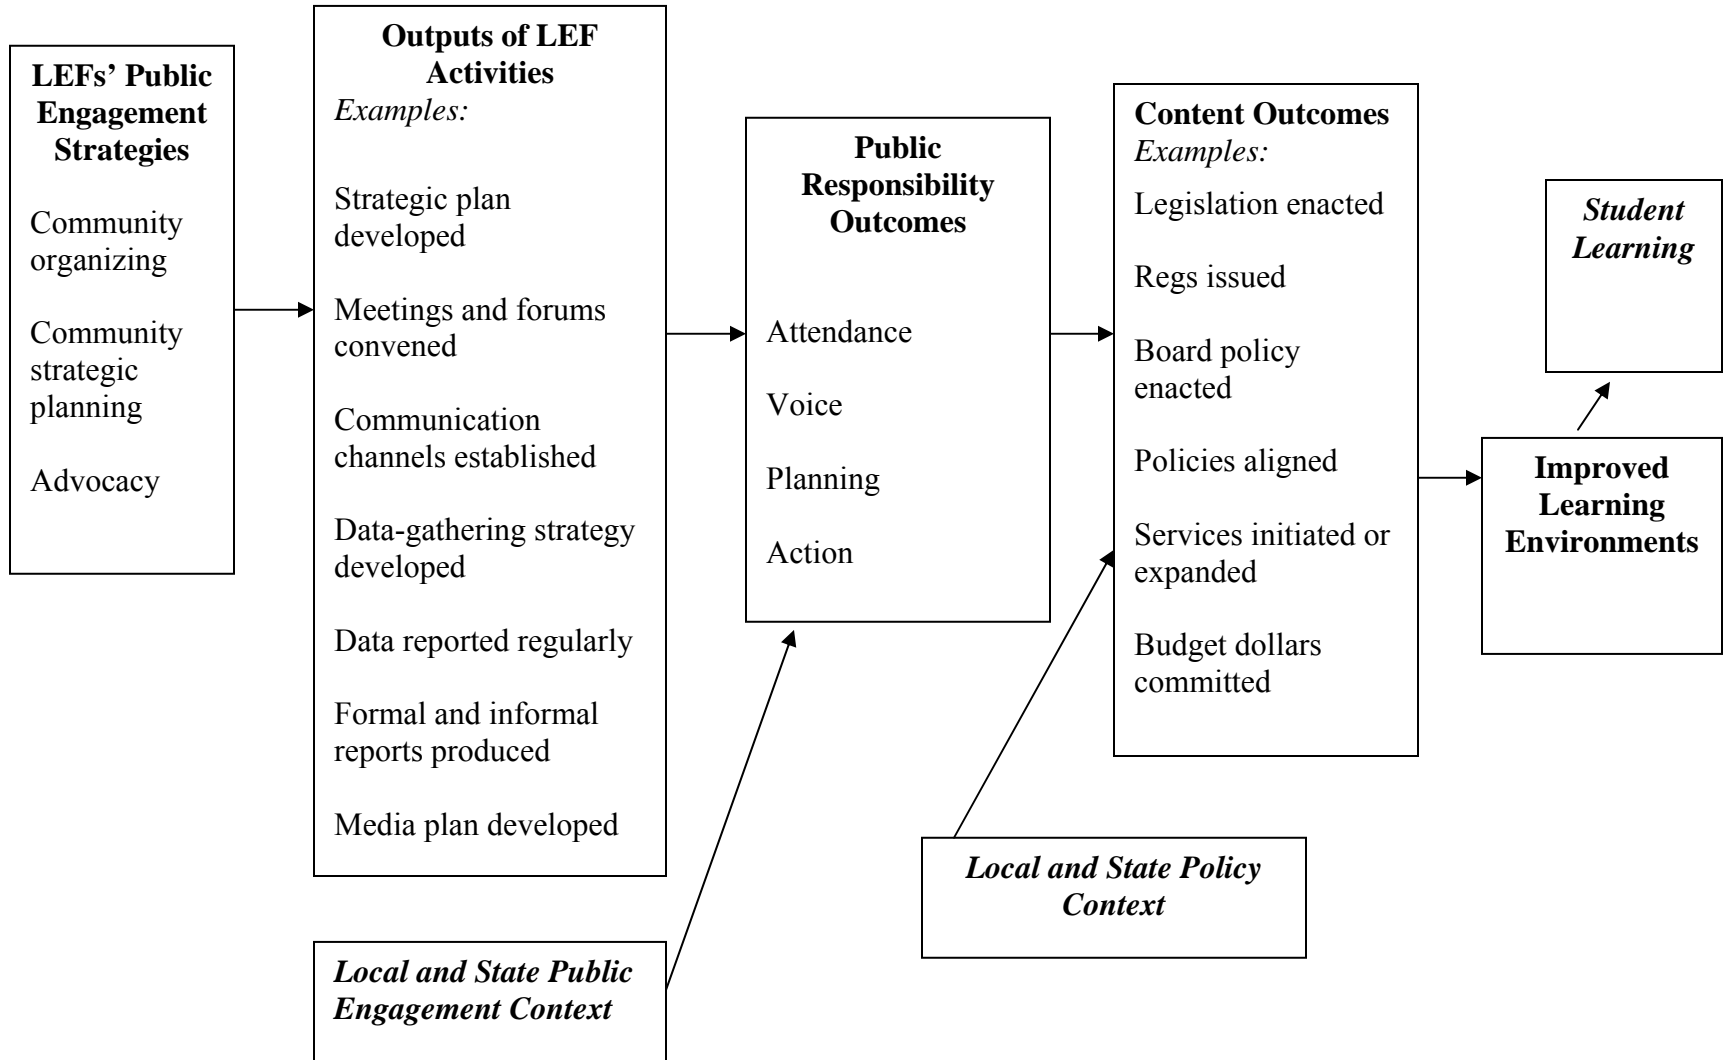 LEFs’ Public
Engagement
Strategies
Community
organizing
Community
strategic
planning
Advocacy
Outputs of LEF
Activities
Examples:
Strategic plan
developed
Meetings and forums
convened
Communication
channels established
Data-gathering strategy
developed
Data reported regularly
Formal and informal
reports produced
Media plan developed
Public
Responsibility
Outcomes
Attendance
Voice
Planning
Action
Content Outcomes
Examples:
Legislation enacted
Regs issued
Board policy
enacted
Policies aligned
Services initiated or
expanded
Budget dollars
committed
Student
Learning
Improved
Learning
Environments
Local and State Policy
Context
Local and State Public
Engagement Context